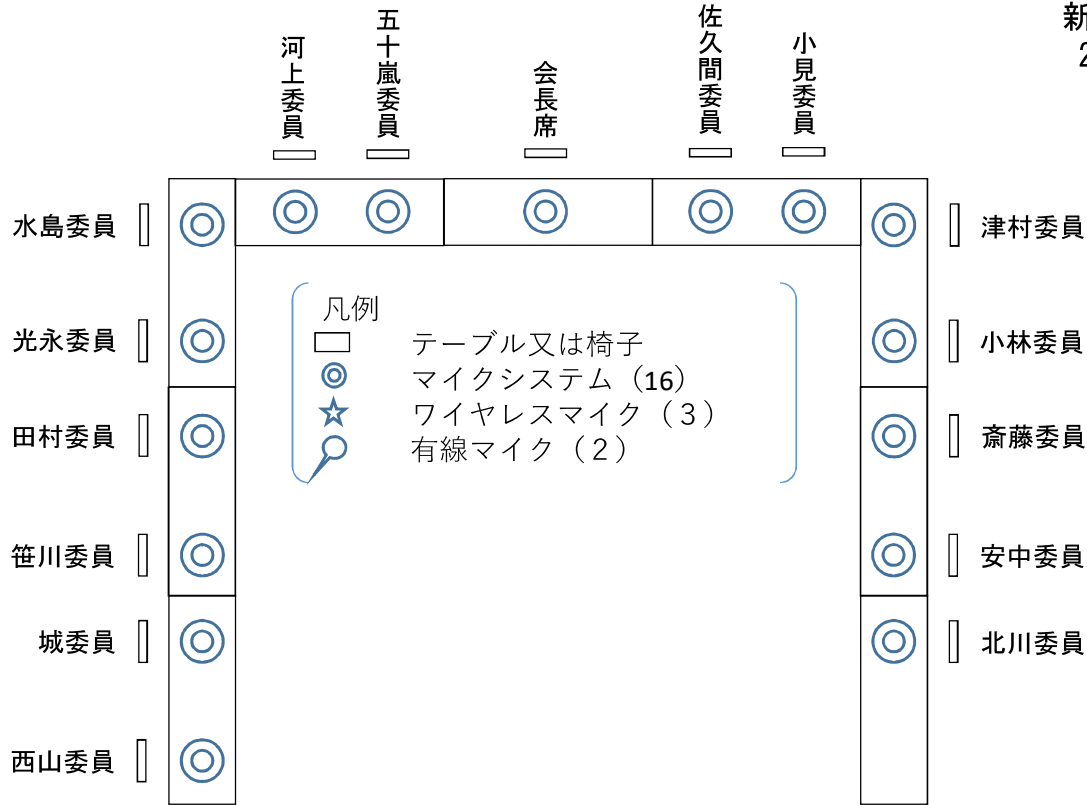 新
2
河上委員
五十嵐委員
会長席
佐久間委員
小見委員
水島委員
津村委員
光永委員
小林委員
田村委員
斎藤委員
笹川委員
安中委員
城委員
北川委員
西山委員
凡例
テーブル又は椅子
マイクシステム（16）
ワイヤレスマイク（３）
有線マイク（２）